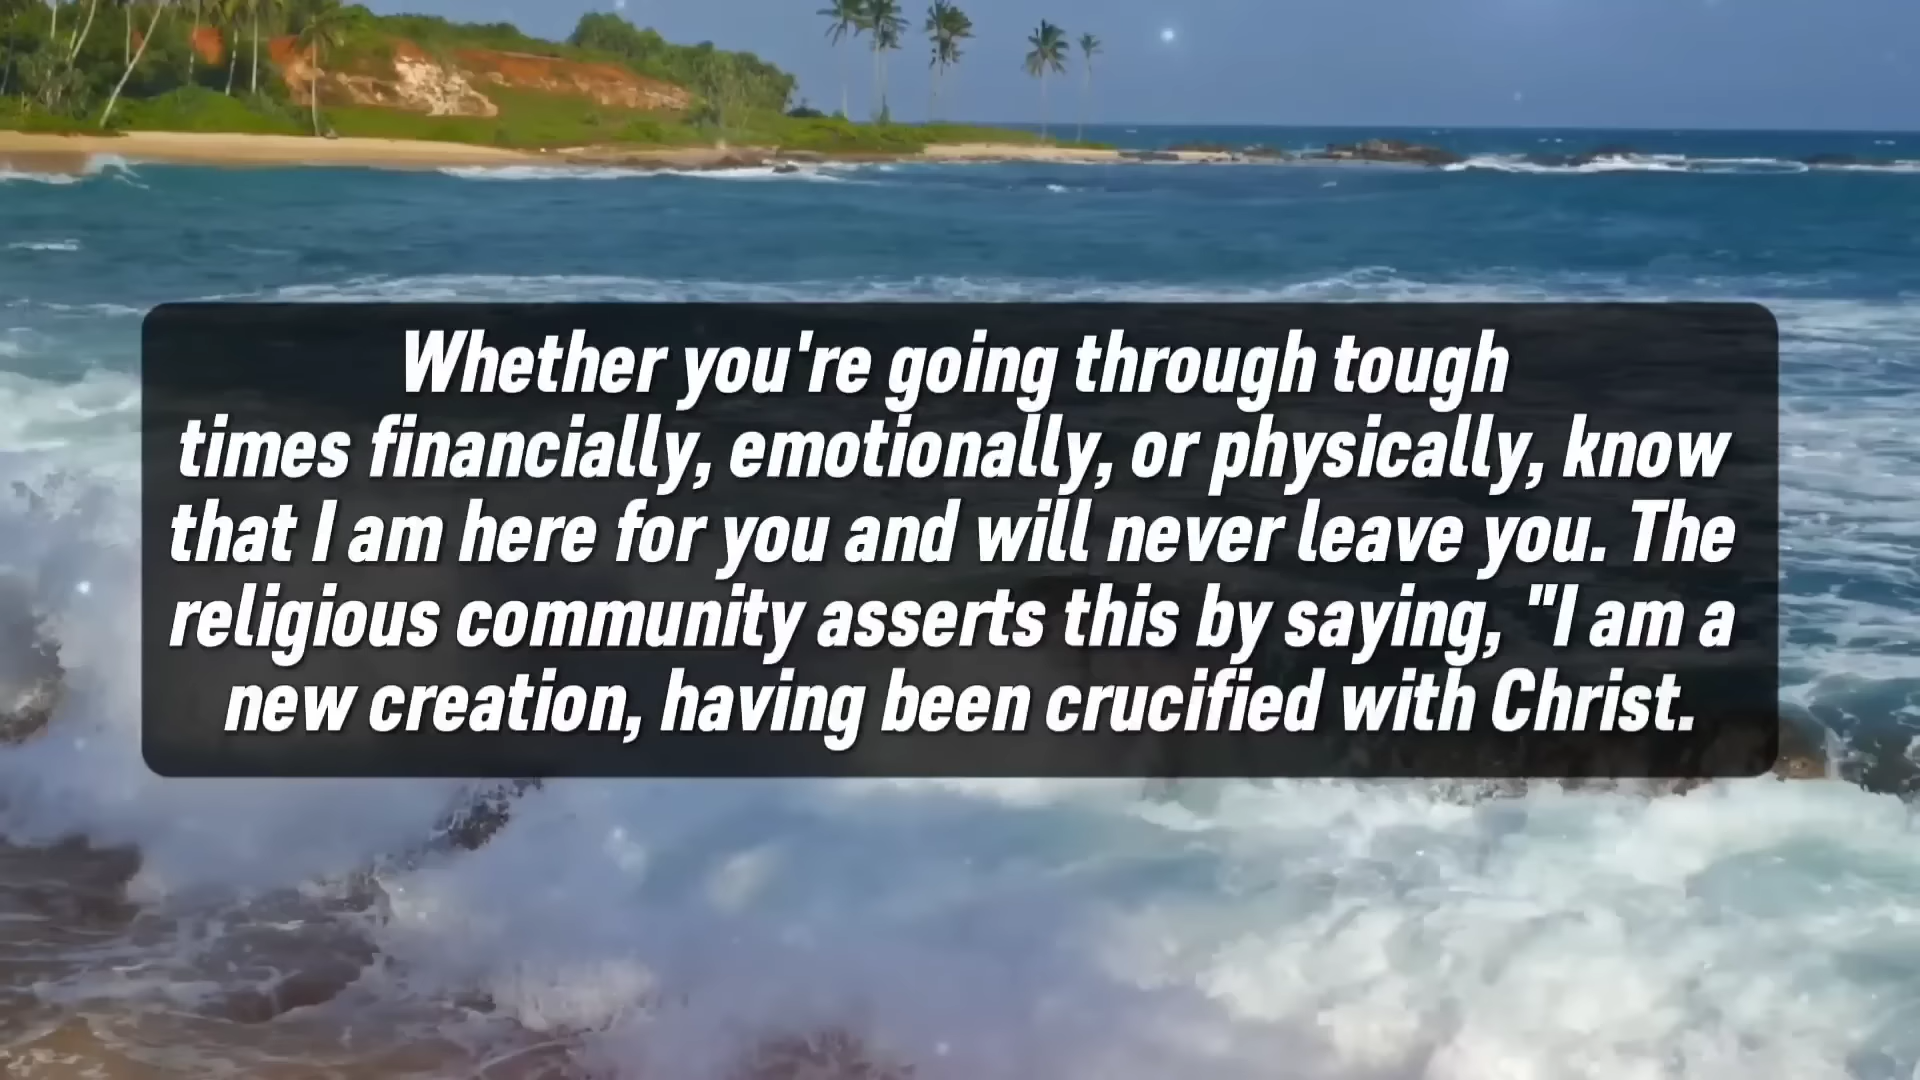 Whether you're going through tough
times financially, emotionally, or physically, know
that I am here for you and will never leave you. The
religious community asserts this by saying, "I am a
new creation, having been crucified with Christ.